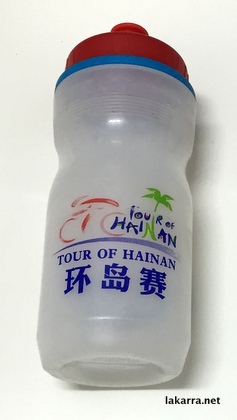 TOUR OF
HAINAN
TOUR OF HAINAN
环岛赛
lakarra.net